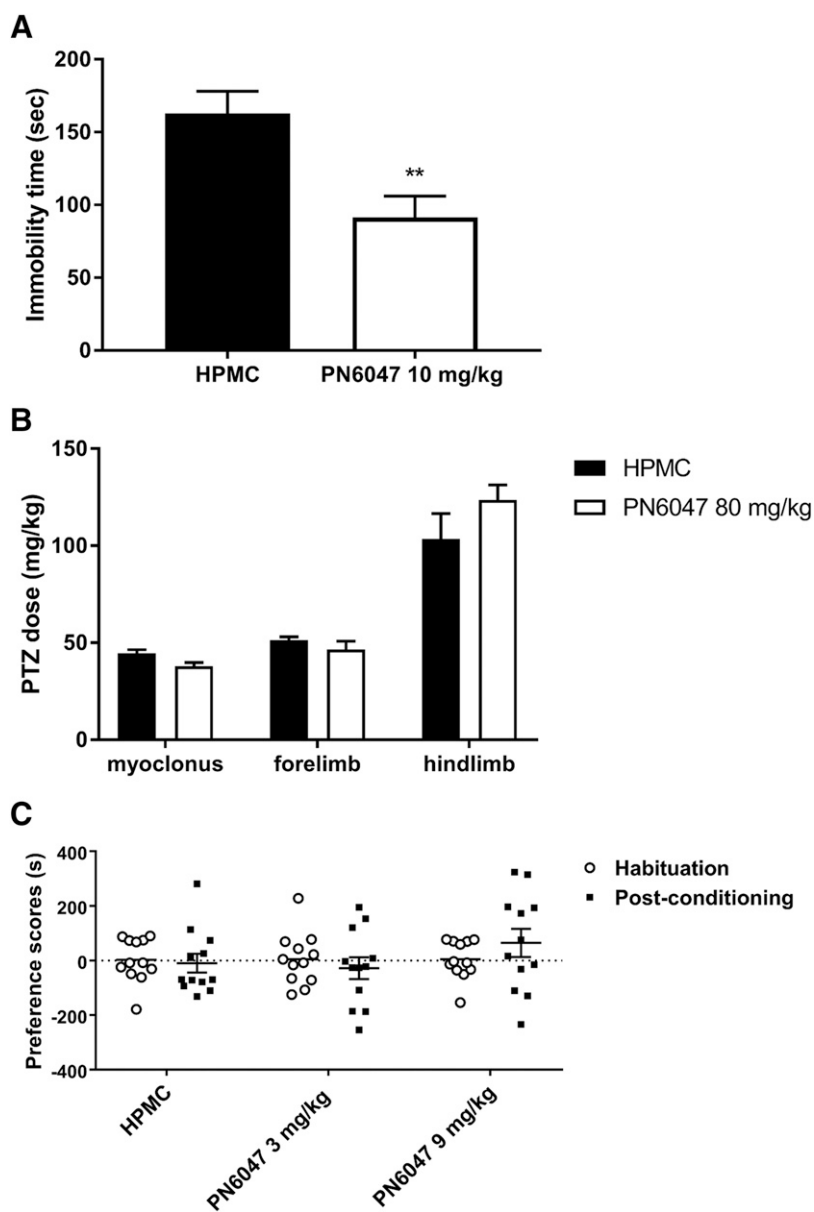 A
Immobility time (sec)
200
150
100
50
0
**
HPMC
PN6047 10 mg/kg
B
PTZ dose (mg/kg)
150
100
50
0
myoclonus
forelimb
hindlimb
HPMC
PN6047 80 mg/kg
C
Preference scores (s)
400
200
0
-200
-400
HPMC
PN6047 3 mg/kg
PN6047 9 mg/kg
Habituation
Post-conditioning